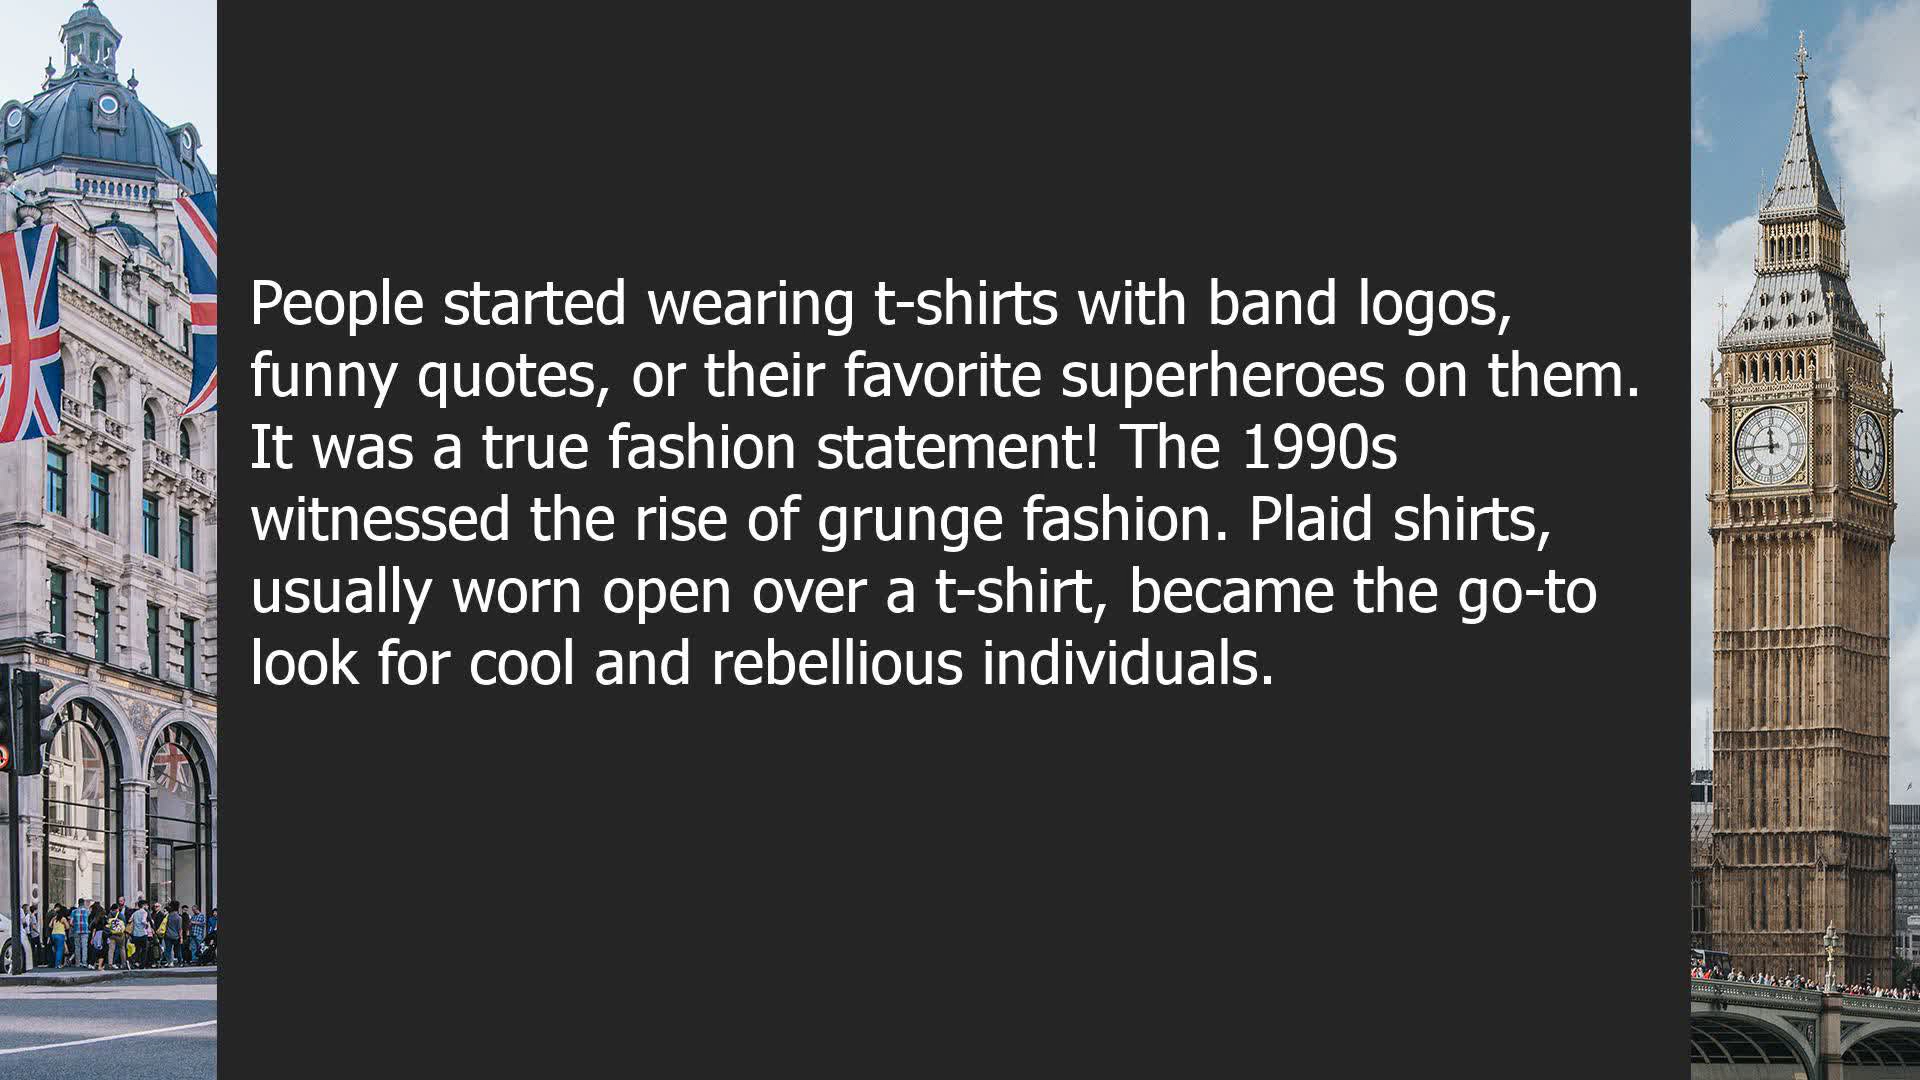 People started wearing t-shirts with band logos,
funny quotes, or their favorite superheroes on them.
It was a true fashion statement! The 1990s
witnessed the rise of grunge fashion. Plaid shirts,
usually worn open over a t-shirt, became the go-to
look for cool and rebellious individuals.